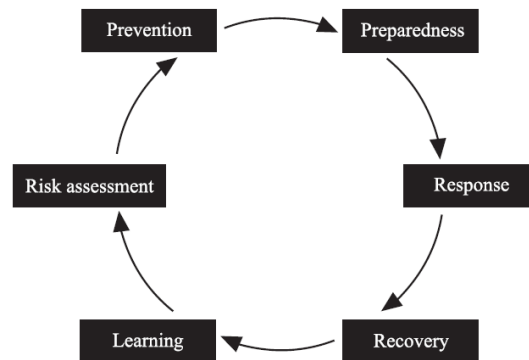 Prevention
Preparedness
Risk assessment
Response
Learning
Recovery